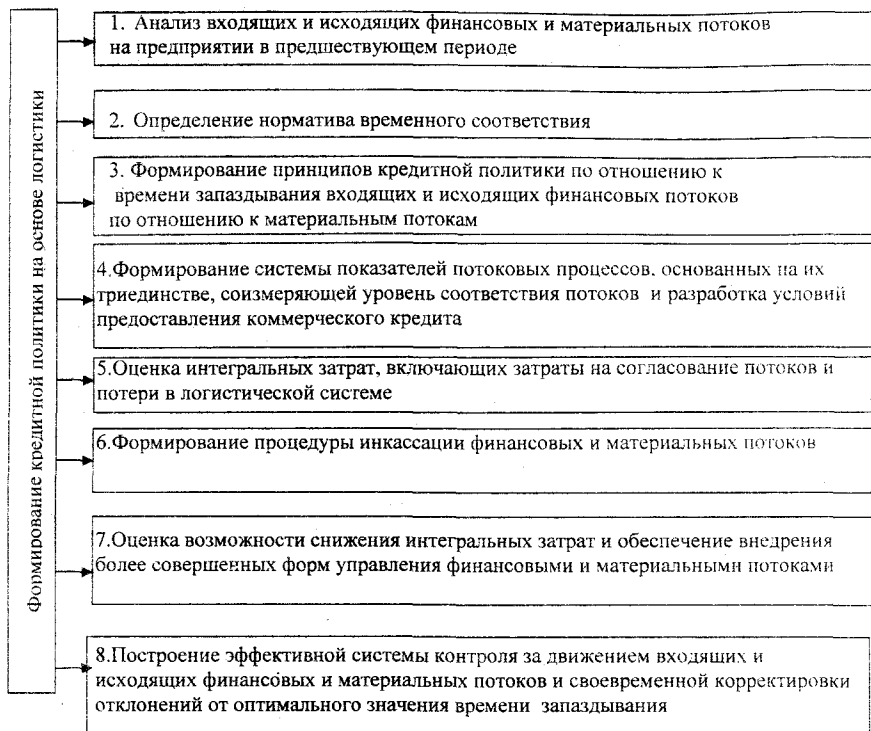 Формирование кредитной политики на основе логистики
1. Анализ входящих и исходящих финансовых и материальных потоков
на предприятии в предшествующем периоде
2. Определение норматива временного соответствия
3. Формирование принципов кредитной политики по отношению к
времени запаздывания входящих и исходящих финансовых потоков
по отношению к материальным потокам
4.Формирование системы показателей потоковых процессов, основанных на их
триединстве, соизмеряющей уровень соответствия потоков и разработка условий
предоставления коммерческого кредита
5.Оценка интегральных затрат, включающих затраты на согласование потоков и
потери в логистической системе
6.Формирование процедуры инкассации финансовых и материальных потоков
7.Оценка возможности снижения интегральных затрат и обеспечение внедрения
более совершенных форм управления финансовыми и материальными потоками
8.Построение эффективной системы контроля за движением входящих и
исходящих финансовых и материальных потоков и своевременной корректировки
отклонений от оптимального значения времени запаздывания